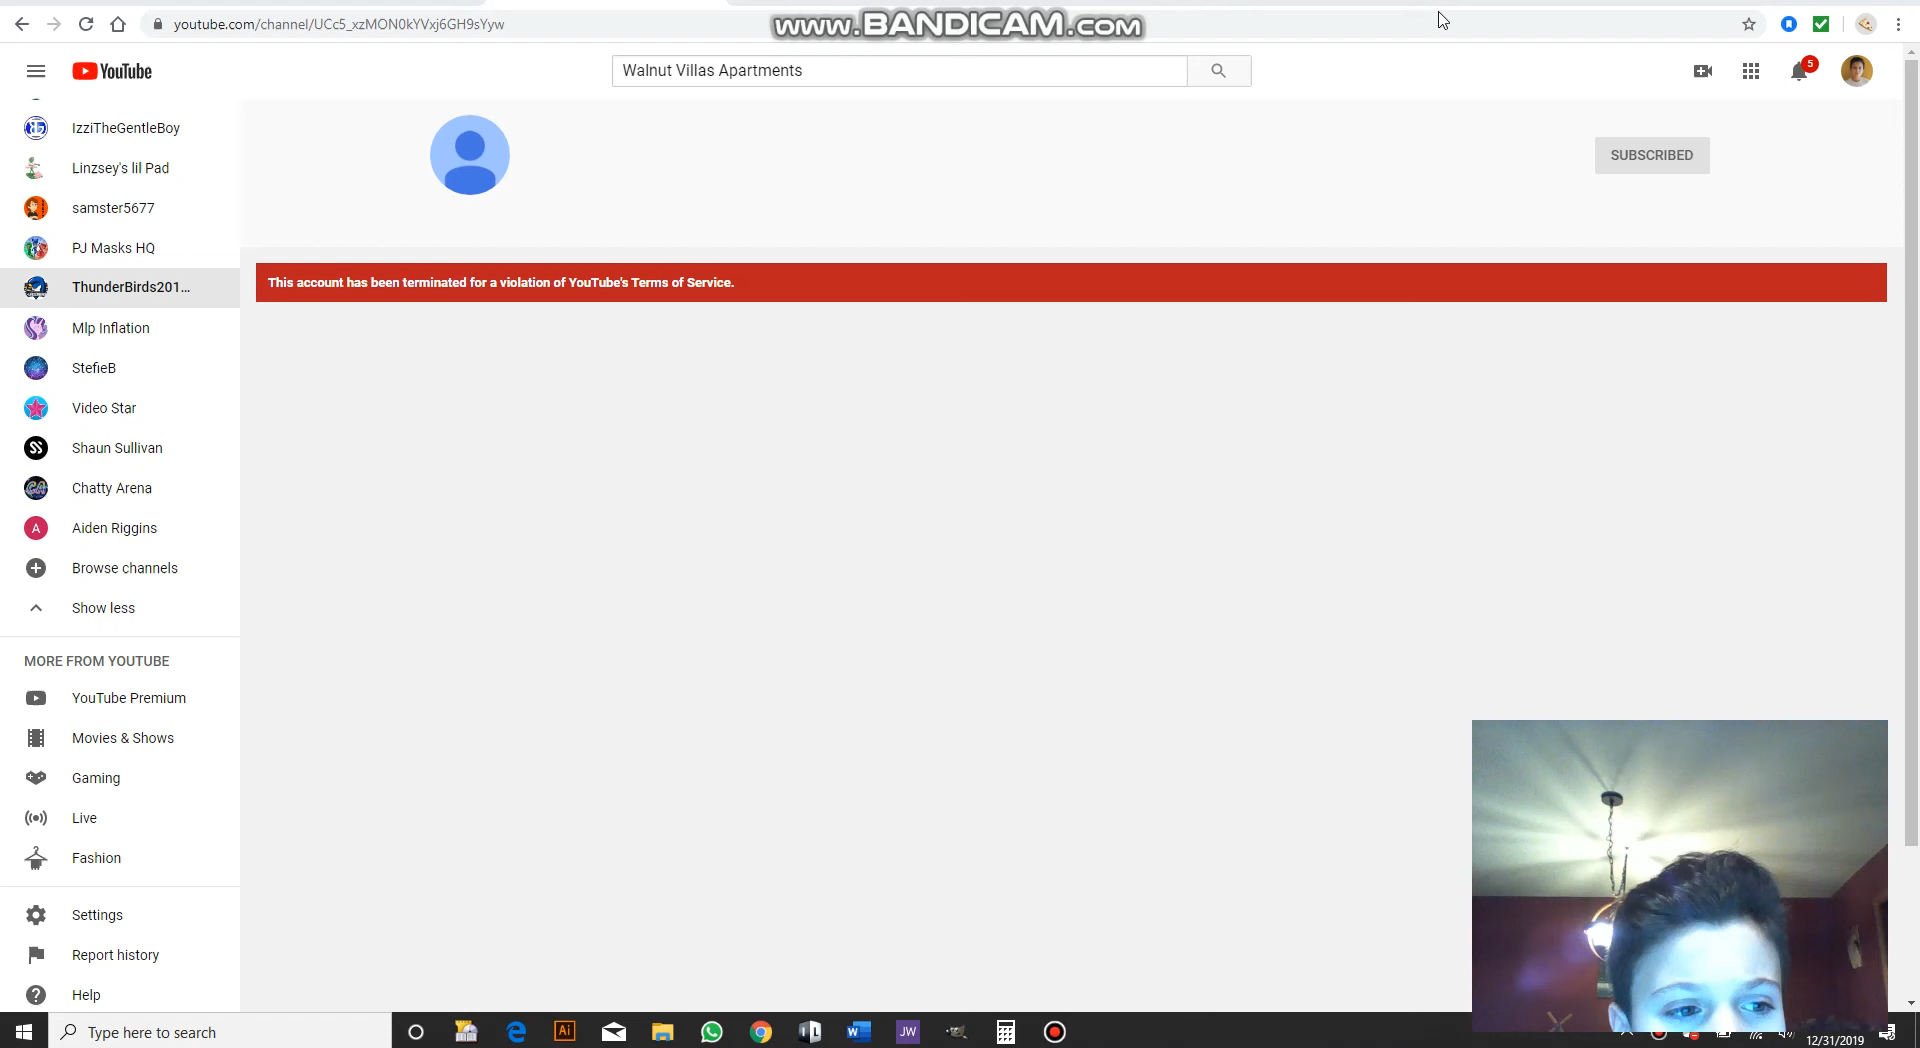 youtube.com/channel/UCc5_xzMON0kYVxj6GH9sYyw
www.BANDICAM.com
YouTube
Walnut Villas Apartments
5
IzziTheGentleBoy
Linzsey's lil Pad
SUBSCRIBED
samster5677
PJ Masks HQ
ThunderBirds201...
This account has been terminated for a violation of YouTube's Terms of Service.
Mlp Inflation
StefieB
Video Star
Shaun Sullivan
Chatty Arena
A
Aiden Riggins
Browse channels
Show less
MORE FROM YOUTUBE
YouTube Premium
Movies & Shows
Gaming
Live
Fashion
Settings
Report history
Help
Type here to search
Ai
JW
12/31/2019